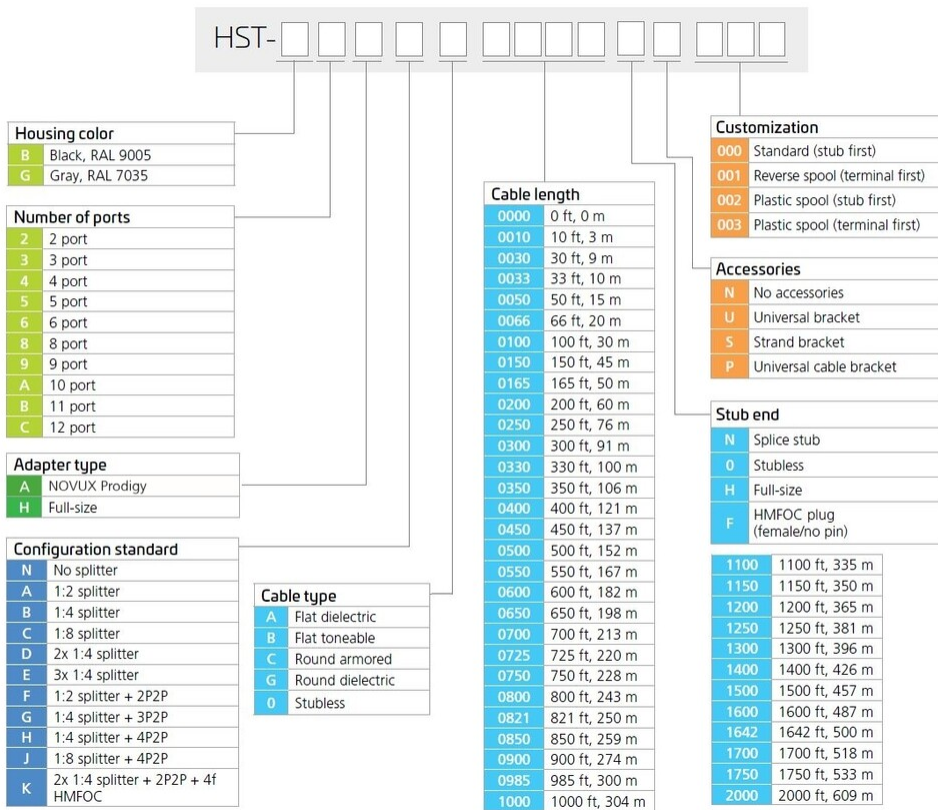 HST-
Housing color
B Black, RAL 9005
G Gray, RAL 7035
Number of ports
2 2 port
3 3 port
4 4 port
5 5 port
6 6 port
8 8 port
9 9 port
A 10 port
B 11 port
C 12 port
Adapter type
A NOVUX Prodigy
H Full-size
Configuration standard
N No splitter
A 1:2 splitter
B 1:4 splitter
C 1:8 splitter
D 2x 1:4 splitter
E 3x 1:4 splitter
F 1:2 splitter + 2P2P
G 1:4 splitter + 3P2P
H 1:4 splitter + 4P2P
J 1:8 splitter + 4P2P
K 2x 1:4 splitter + 2P2P + 4f
HMFOC
Cable type
A Flat dielectric
B Flat toneable
C Round armored
G Round dielectric
0 Stubless
Cable length
0000 0 ft, 0 m
0010 10 ft, 3 m
0030 30 ft, 9 m
0033 33 ft, 10 m
0050 50 ft, 15 m
0066 66 ft, 20 m
0100 100 ft, 30 m
0150 150 ft, 45 m
0165 165 ft, 50 m
0200 200 ft, 60 m
0250 250 ft, 76 m
0300 300 ft, 91 m
0330 330 ft, 100 m
0350 350 ft, 106 m
0400 400 ft, 121 m
0450 450 ft, 137 m
0500 500 ft, 152 m
0550 550 ft, 167 m
0600 600 ft, 182 m
0650 650 ft, 198 m
0700 700 ft, 213 m
0725 725 ft, 220 m
0750 750 ft, 228 m
0800 800 ft, 243 m
0821 821 ft, 250 m
0850 850 ft, 259 m
0900 900 ft, 274 m
0985 985 ft, 300 m
1000 1000 ft, 304 m
1100 1100 ft, 335 m
1150 1150 ft, 350 m
1200 1200 ft, 365 m
1250 1250 ft, 381 m
1300 1300 ft, 396 m
1400 1400 ft, 426 m
1500 1500 ft, 457 m
1600 1600 ft, 487 m
1642 1642 ft, 500 m
1700 1700 ft, 518 m
1750 1750 ft, 533 m
2000 2000 ft, 609 m
Stub end
N Splice stub
0 Stubless
H Full-size
F HMFOC plug
(female/no pin)
Accessories
N No accessories
U Universal bracket
S Strand bracket
P Universal cable bracket
Customization
000 Standard (stub first)
001 Reverse spool (terminal first)
002 Plastic spool (stub first)
003 Plastic spool (terminal first)